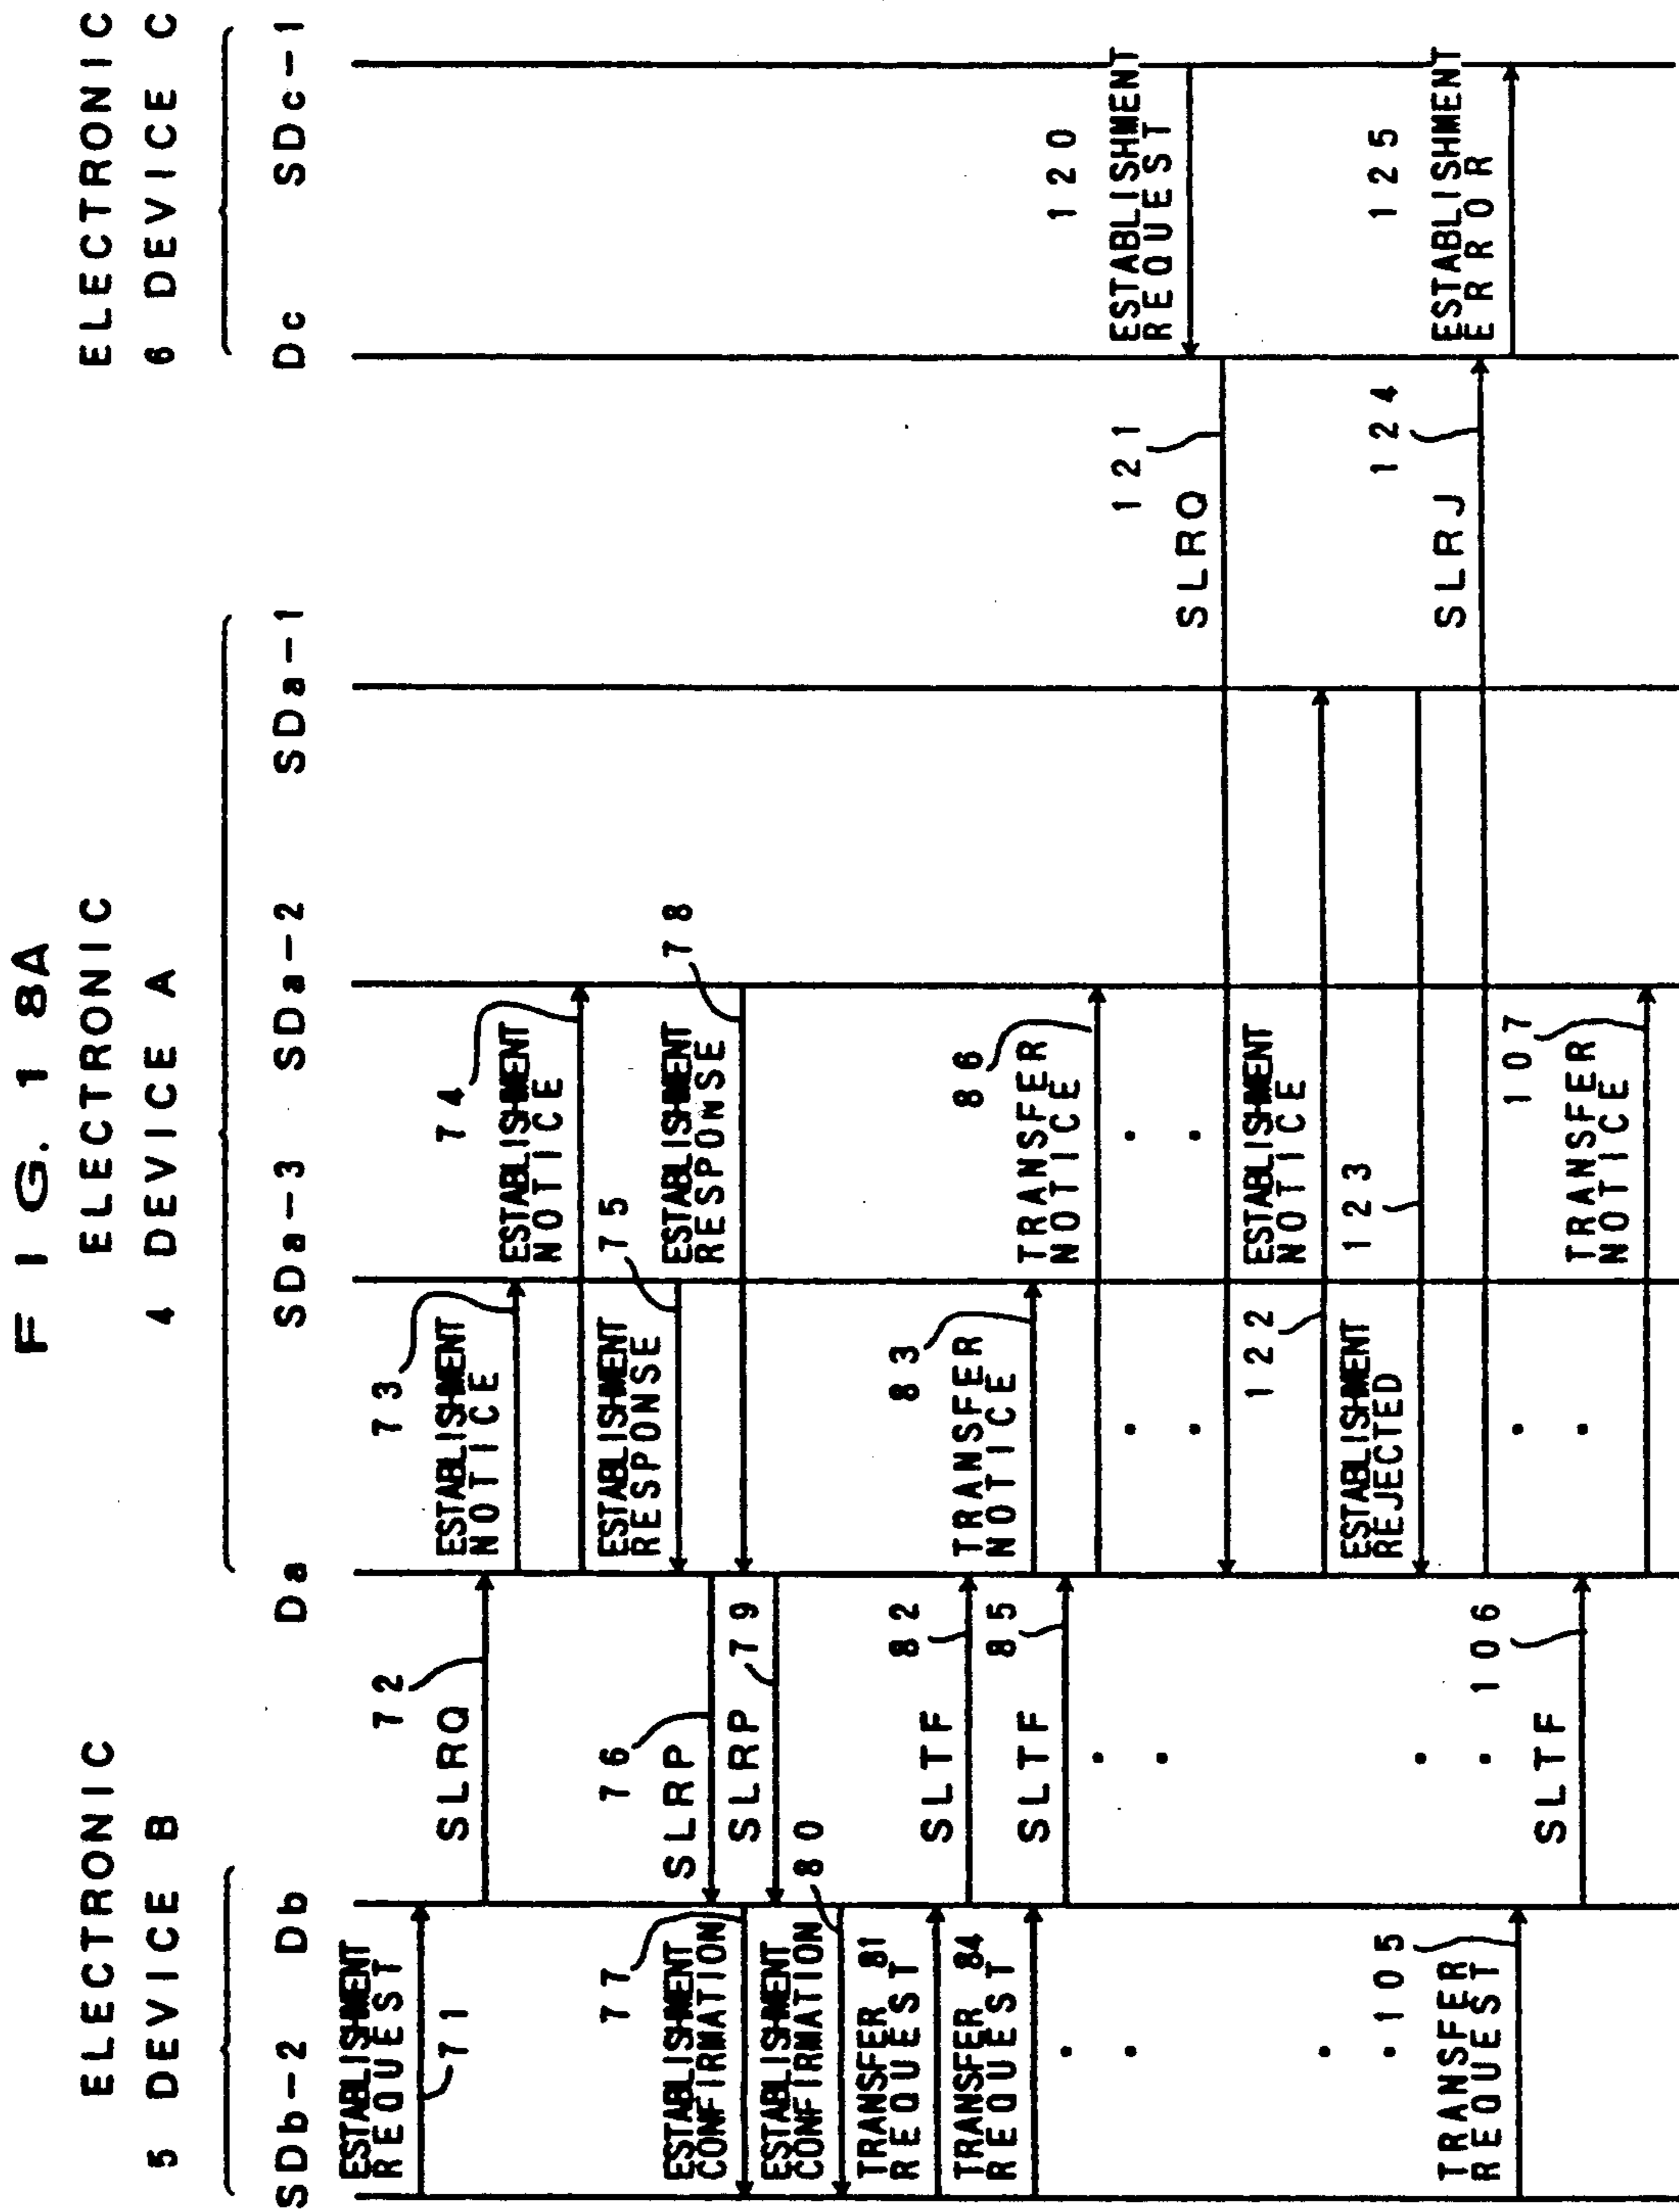 FIG. 18A
ELECTRONIC
5 DEVICE B
ELECTRONIC
4 DEVICE A
ELECTRONIC
6 DEVICE C
SDb-2
Db
Da
SDa-3
SDa-2
SDa-1
Dc
SDc-1
ESTABLISHMENT
REQUEST
71
72
SLRQ
73
ESTABLISHMENT
NOTICE
74
ESTABLISHMENT
NOTICE
75
ESTABLISHMENT
RESPONSE
76
SLRP
77
ESTABLISHMENT
CONFIRMATION
78
ESTABLISHMENT
RESPONSE
79
SLRP
80
ESTABLISHMENT
CONFIRMATION
TRANSFER 81
REQUEST
82
SLTF
83
TRANSFER
NOTICE
TRANSFER 84
REQUEST
85
SLTF
86
TRANSFER
NOTICE
120
ESTABLISHMENT
REQUEST
121
SLRQ
122
ESTABLISHMENT
NOTICE
123
ESTABLISHMENT
REJECTED
124
SLRJ
125
ESTABLISHMENT
ERROR
105
TRANSFER
REQUEST
106
SLTF
107
TRANSFER
NOTICE